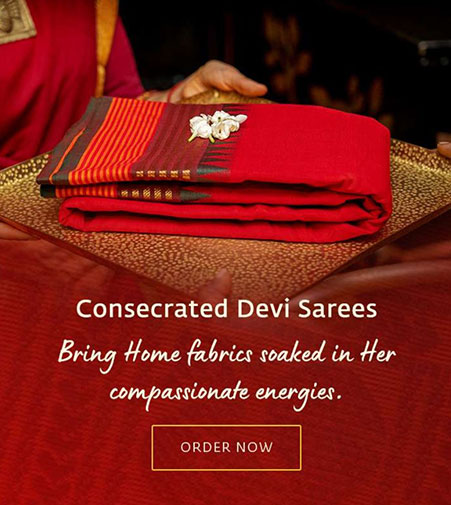 Consecrated Devi Sarees
Bring Home fabrics soaked in Her
compassionate energies.
ORDER NOW